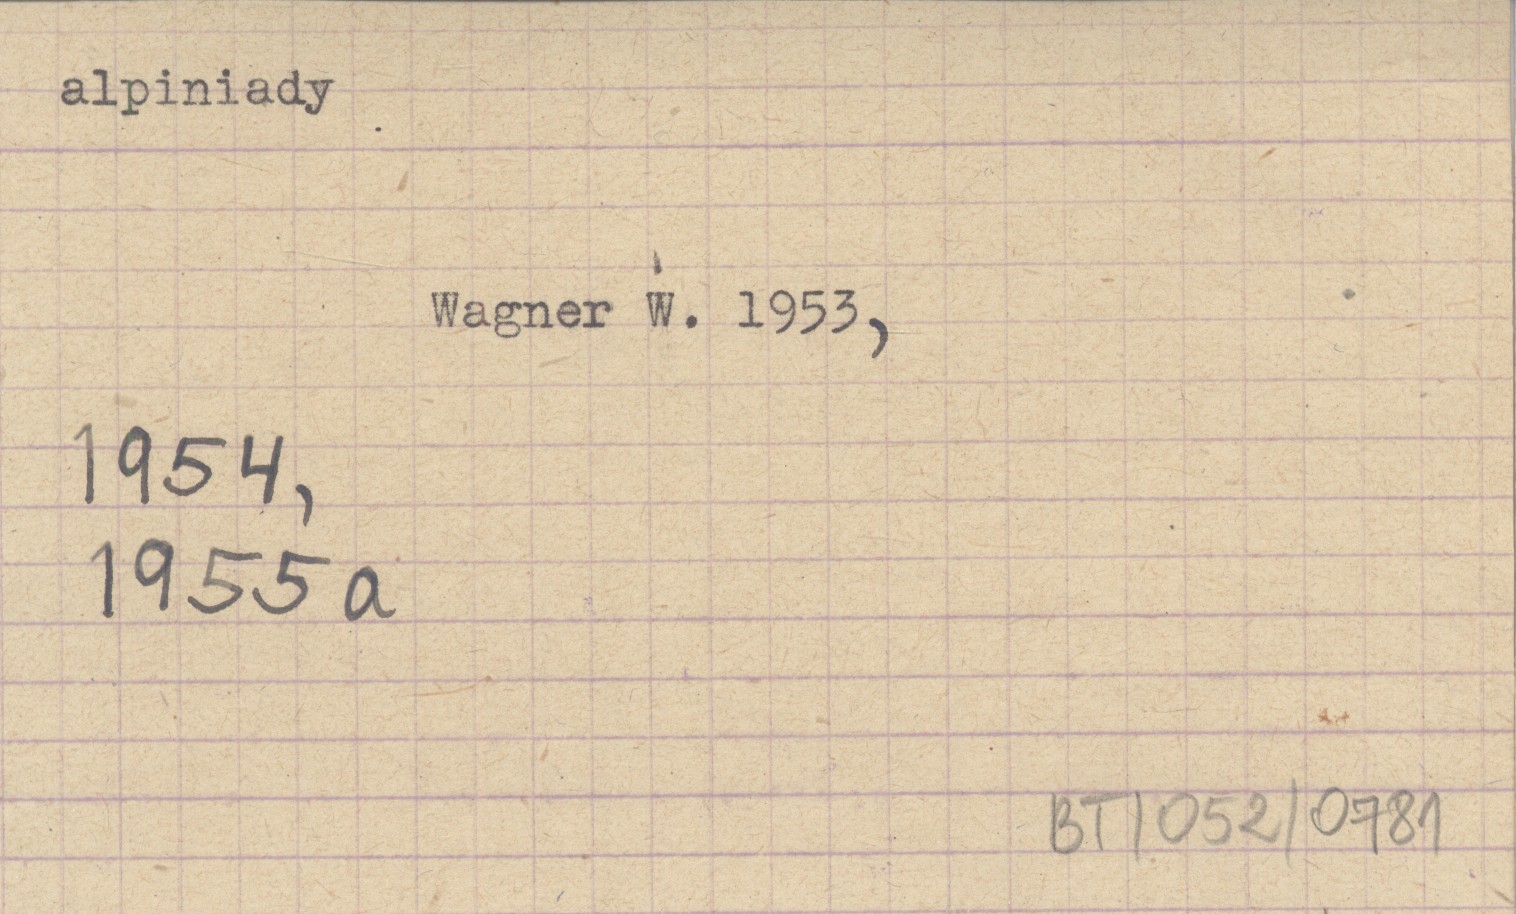 alpiniady
Wagner W. 1953,
1954,
1955a
BT/052/0781